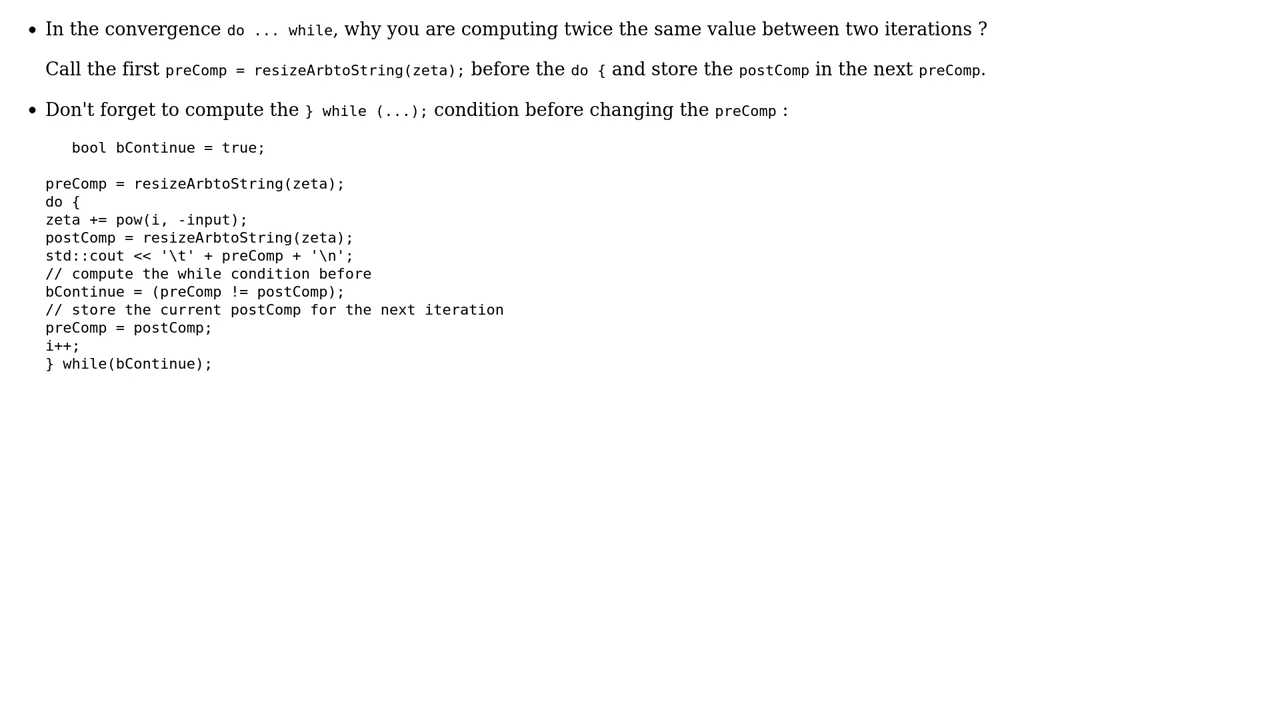 • In the convergence do ... while, why you are computing twice the same value between two iterations ?
Call the first preComp = resizeArbtoString(zeta); before the do { and store the postComp in the next preComp.
• Don't forget to compute the } while (...); condition before changing the preComp :
bool bContinue = true;
preComp = resizeArbtoString(zeta);
do {
zeta += pow(i, -input);
postComp = resizeArbtoString(zeta);
std::cout << '\t' + preComp + '\n';
// compute the while condition before
bContinue = (preComp != postComp);
// store the current postComp for the next iteration
preComp = postComp;
i++;
} while(bContinue);